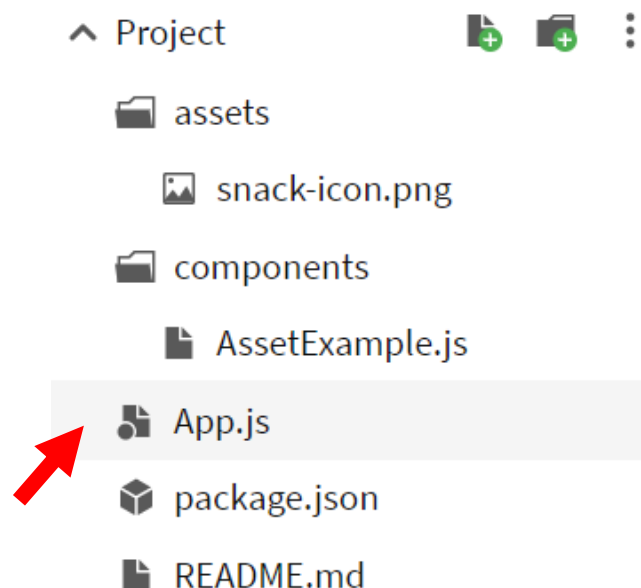 Project
assets
snack-icon.png
components
AssetExample.js
App.js
package.json
README.md